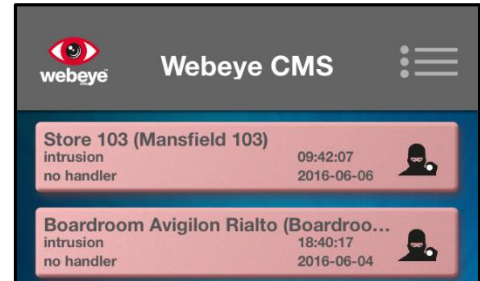 webeye
Webeye CMS
Store 103 (Mansfield 103)
intrusion 09:42:07
no handler 2016-06-06
Boardroom Avigilon Rialto (Boardroo...
intrusion 18:40:17
no handler 2016-06-04